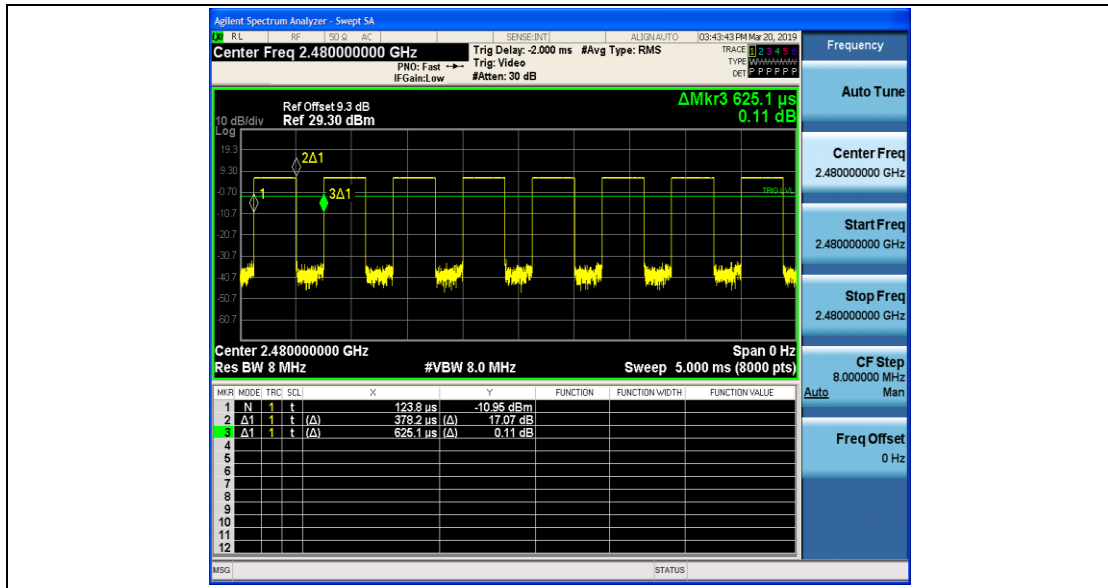 Agilent Spectrum Analyzer - Swept SA
LXI RL RF 50 Ω AC SENSE:INT ALIGN AUTO 03:43:43 PM Mar 20, 2019
Center Freq 2.480000000 GHz
Trig Delay: -2.000 ms #Avg Type: RMS
TRACE 1 2 3 4 5 6
PNO: Fast Trig: Video
TYPE WWWWWW
IFGain:Low #Atten: 30 dB
DET P P P P P P
Frequency
ΔMkr3 625.1 µs
0.11 dB
Ref Offset 9.3 dB
10 dB/div Ref 29.30 dBm
Log
19.3
9.30
-0.70
-10.7
-20.7
-30.7
-40.7
-50.7
-60.7
1
2Δ1
3Δ1
TRIG LVL
Center 2.480000000 GHz Span 0 Hz
Res BW 8 MHz #VBW 8.0 MHz Sweep 5.000 ms (8000 pts)
MKR MODE TRC SCL X Y FUNCTION FUNCTION WIDTH FUNCTION VALUE
1 N 1 t 123.8 µs -10.95 dBm
2 Δ1 1 t (Δ) 378.2 µs (Δ) 17.07 dB
3 Δ1 1 t (Δ) 625.1 µs (Δ) 0.11 dB
4
5
6
7
8
9
10
11
12
MSG STATUS
Auto Tune
Center Freq
2.480000000 GHz
Start Freq
2.480000000 GHz
Stop Freq
2.480000000 GHz
CF Step
8.000000 MHz
Auto Man
Freq Offset
0 Hz